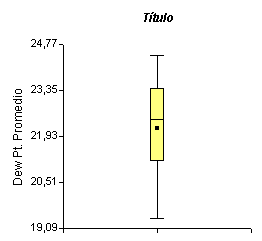 Título
24,77
23,35
21,93
20,51
19,09
Dew Pt. Promedio